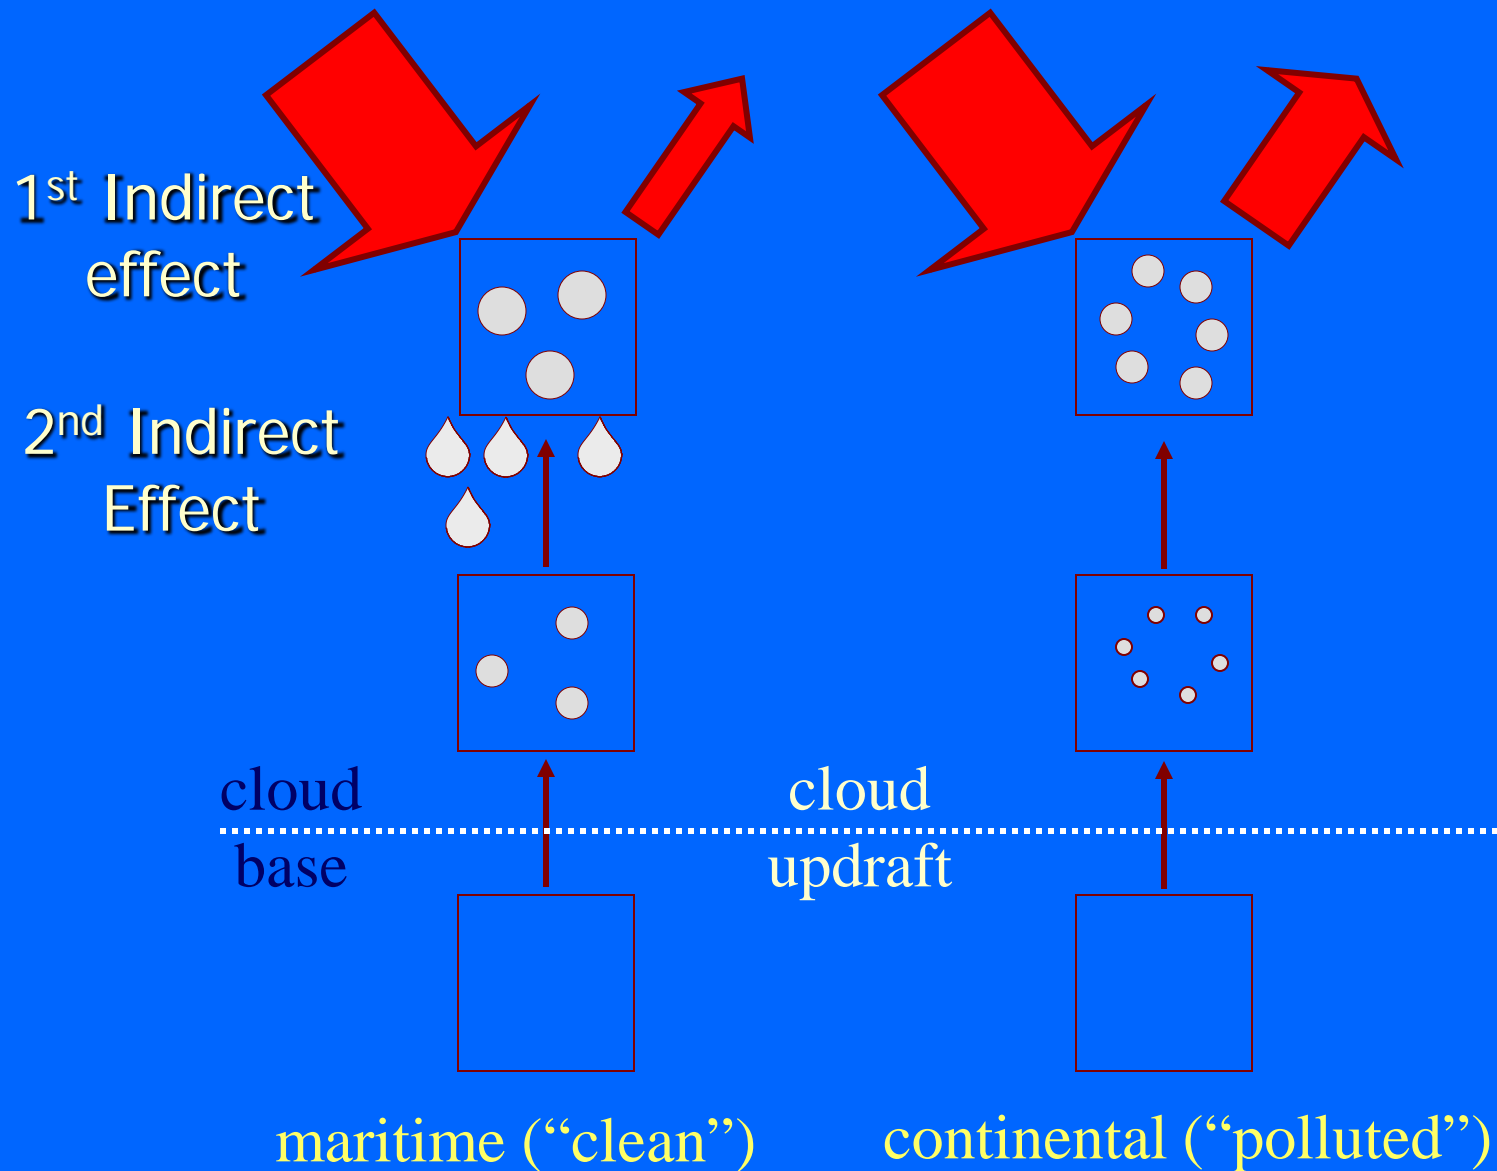 1st Indirect
effect
2nd Indirect
Effect
cloud
base
cloud
updraft
maritime (“clean”)
continental (“polluted”)